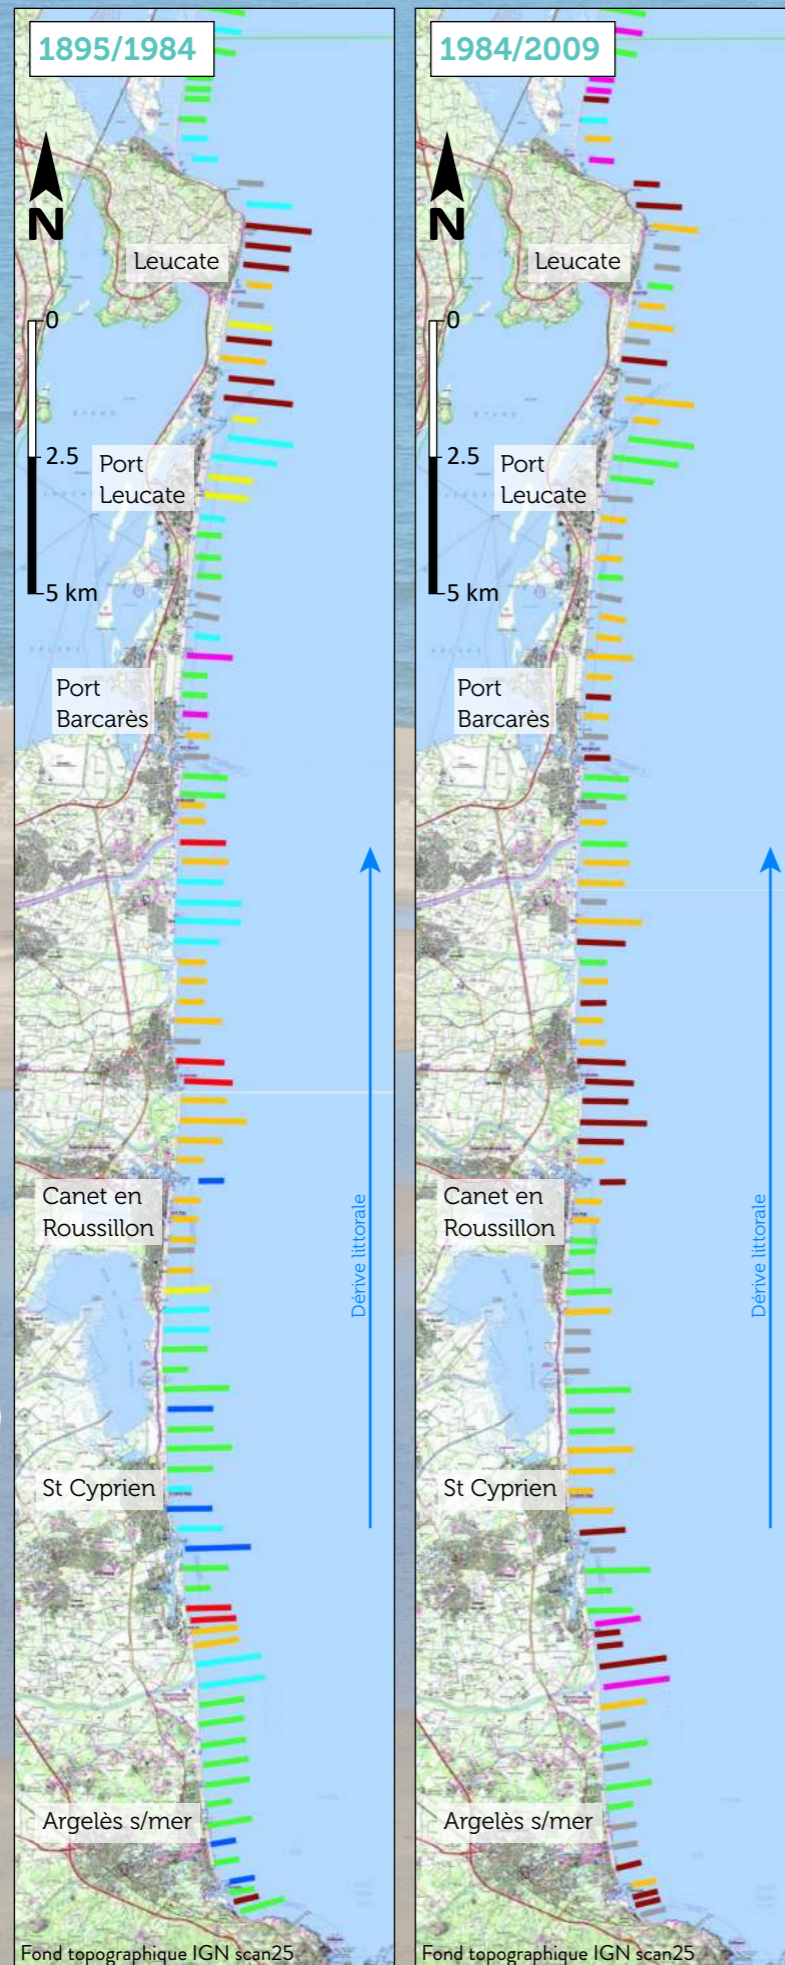 1895/1984
N
Leucate
0
2.5
5 km
Port
Leucate
Port
Barcarès
Canet en
Roussillon
Dérive littorale
St Cyprien
Argelès s/mer
Fond topographique IGN scan25
1984/2009
N
Leucate
0
2.5
5 km
Port
Leucate
Port
Barcarès
Canet en
Roussillon
Dérive littorale
St Cyprien
Argelès s/mer
Fond topographique IGN scan25